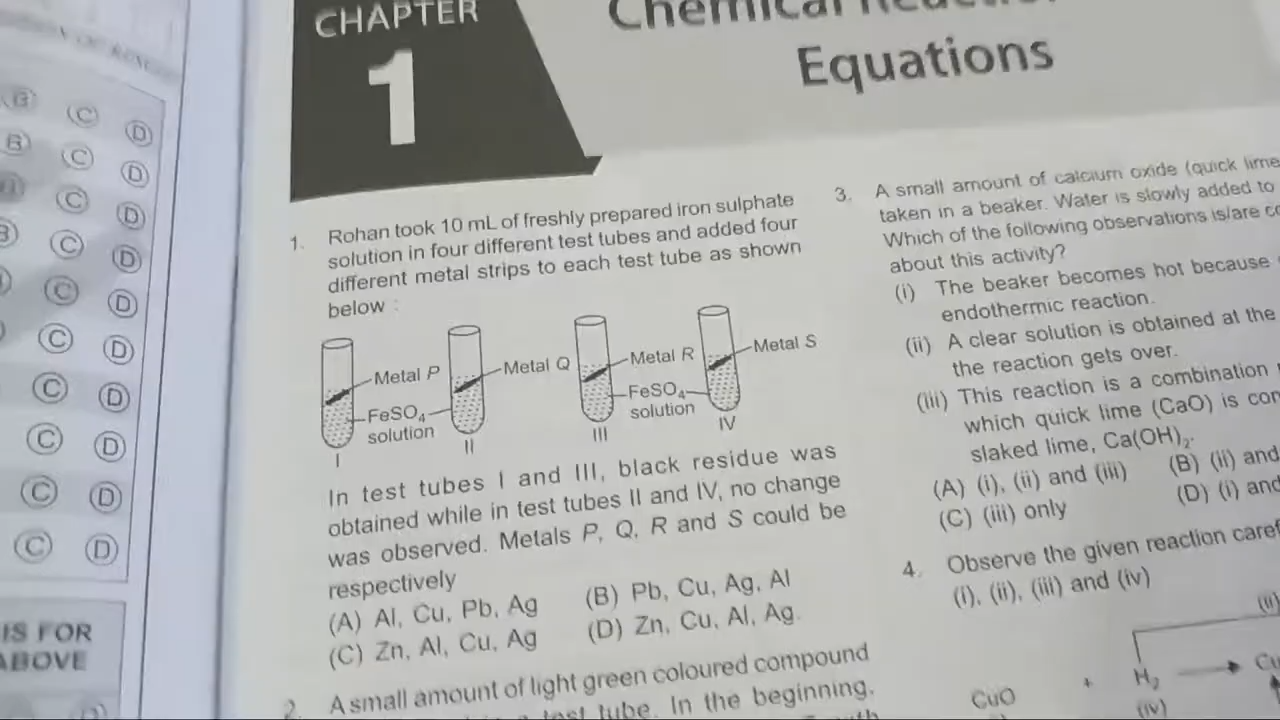 CHAPTER
1
Equations
1. Rohan took 10 mL of freshly prepared iron sulphate
solution in four different test tubes and added four
different metal strips to each test tube as shown
below :
Metal P
Metal Q
Metal R
Metal S
FeSO₄
solution
FeSO₄
solution
I
II
III
IV
In test tubes I and III, black residue was
obtained while in test tubes II and IV, no change
was observed. Metals P, Q, R and S could be
respectively
(A) Al, Cu, Pb, Ag (B) Pb, Cu, Ag, Al
(C) Zn, Al, Cu, Ag (D) Zn, Cu, Al, Ag.
2. A small amount of light green coloured compound
test tube. In the beginning,
3. A small amount of calcium oxide (quick lime
taken in a beaker. Water is slowly added to
Which of the following observations is/are
about this activity?
(i) The beaker becomes hot because
endothermic reaction.
(ii) A clear solution is obtained at the
the reaction gets over.
(iii) This reaction is a combination
which quick lime (CaO) is
slaked lime, Ca(OH)₂.
(A) (i), (ii) and (iii) (B) (ii) and
(C) (iii) only (D) (i) and
4. Observe the given reaction
(i), (ii), (iii) and (iv)
(ii)
CuO + H₂ →
(iv)
B C D
B C D
C D
B C D
C D
C D
C D
C D
C D
C D
IS FOR
ABOVE